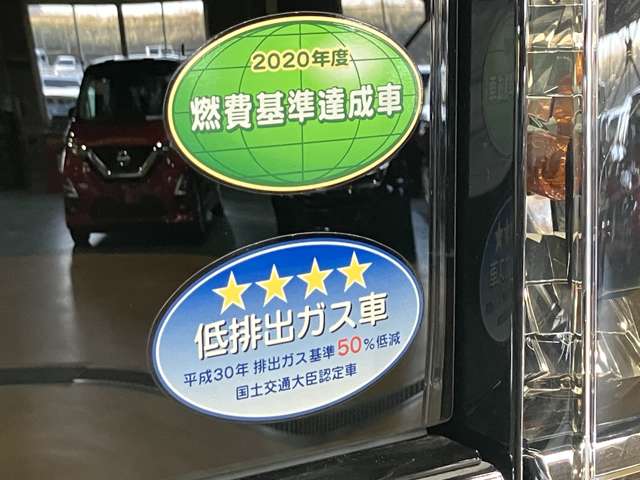 2020年度
燃費基準達成車
低排出ガス車
平成30年 排出ガス基準50%低減
国土交通大臣認定車